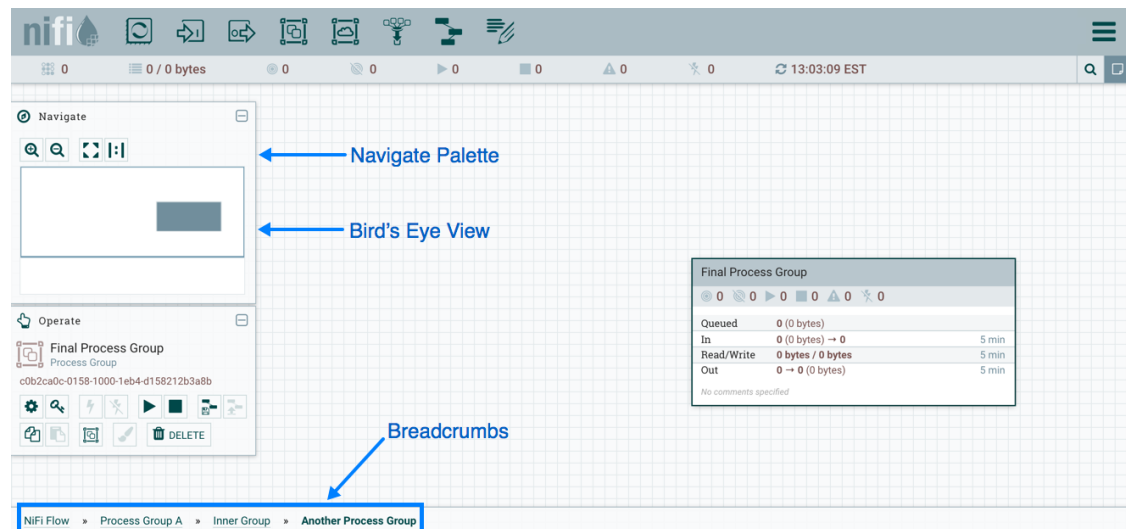 nifi
0 0 / 0 bytes 0 0 0 0 0 0 13:03:09 EST
Navigate
Navigate Palette
Bird's Eye View
Operate
Final Process Group
Process Group
c0b2ca0c-0158-1000-1eb4-d158212b3a8b
DELETE
Final Process Group
0 0 0 0 0 0
Queued 0 (0 bytes)
In 0 (0 bytes) → 0 5 min
Read/Write 0 bytes / 0 bytes 5 min
Out 0 → 0 (0 bytes) 5 min
No comments specified
Breadcrumbs
NiFi Flow » Process Group A » Inner Group » Another Process Group